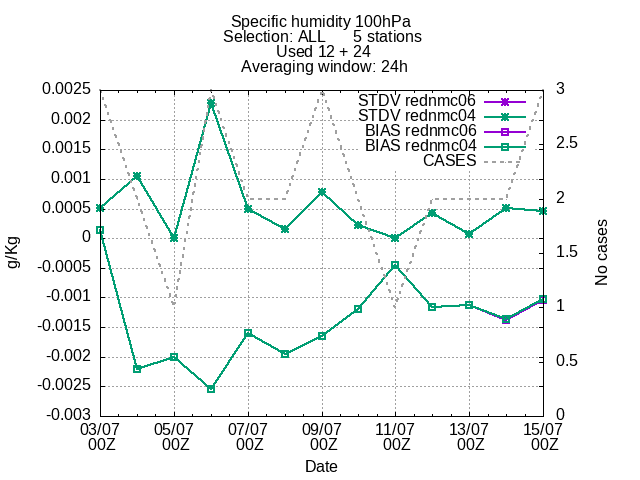 Specific humidity 100hPa
Selection: ALL 5 stations
Used 12 + 24
Averaging window: 24h
STDV rednmc06
STDV rednmc04
BIAS rednmc06
BIAS rednmc04
CASES
g/Kg
0.0025
0.002
0.0015
0.001
0.0005
0
-0.0005
-0.001
-0.0015
-0.002
-0.0025
-0.003
3
2.5
2
1.5
1
0.5
0
No cases
03/07 05/07 07/07 09/07 11/07 13/07 15/07
00Z 00Z 00Z 00Z 00Z 00Z 00Z
Date